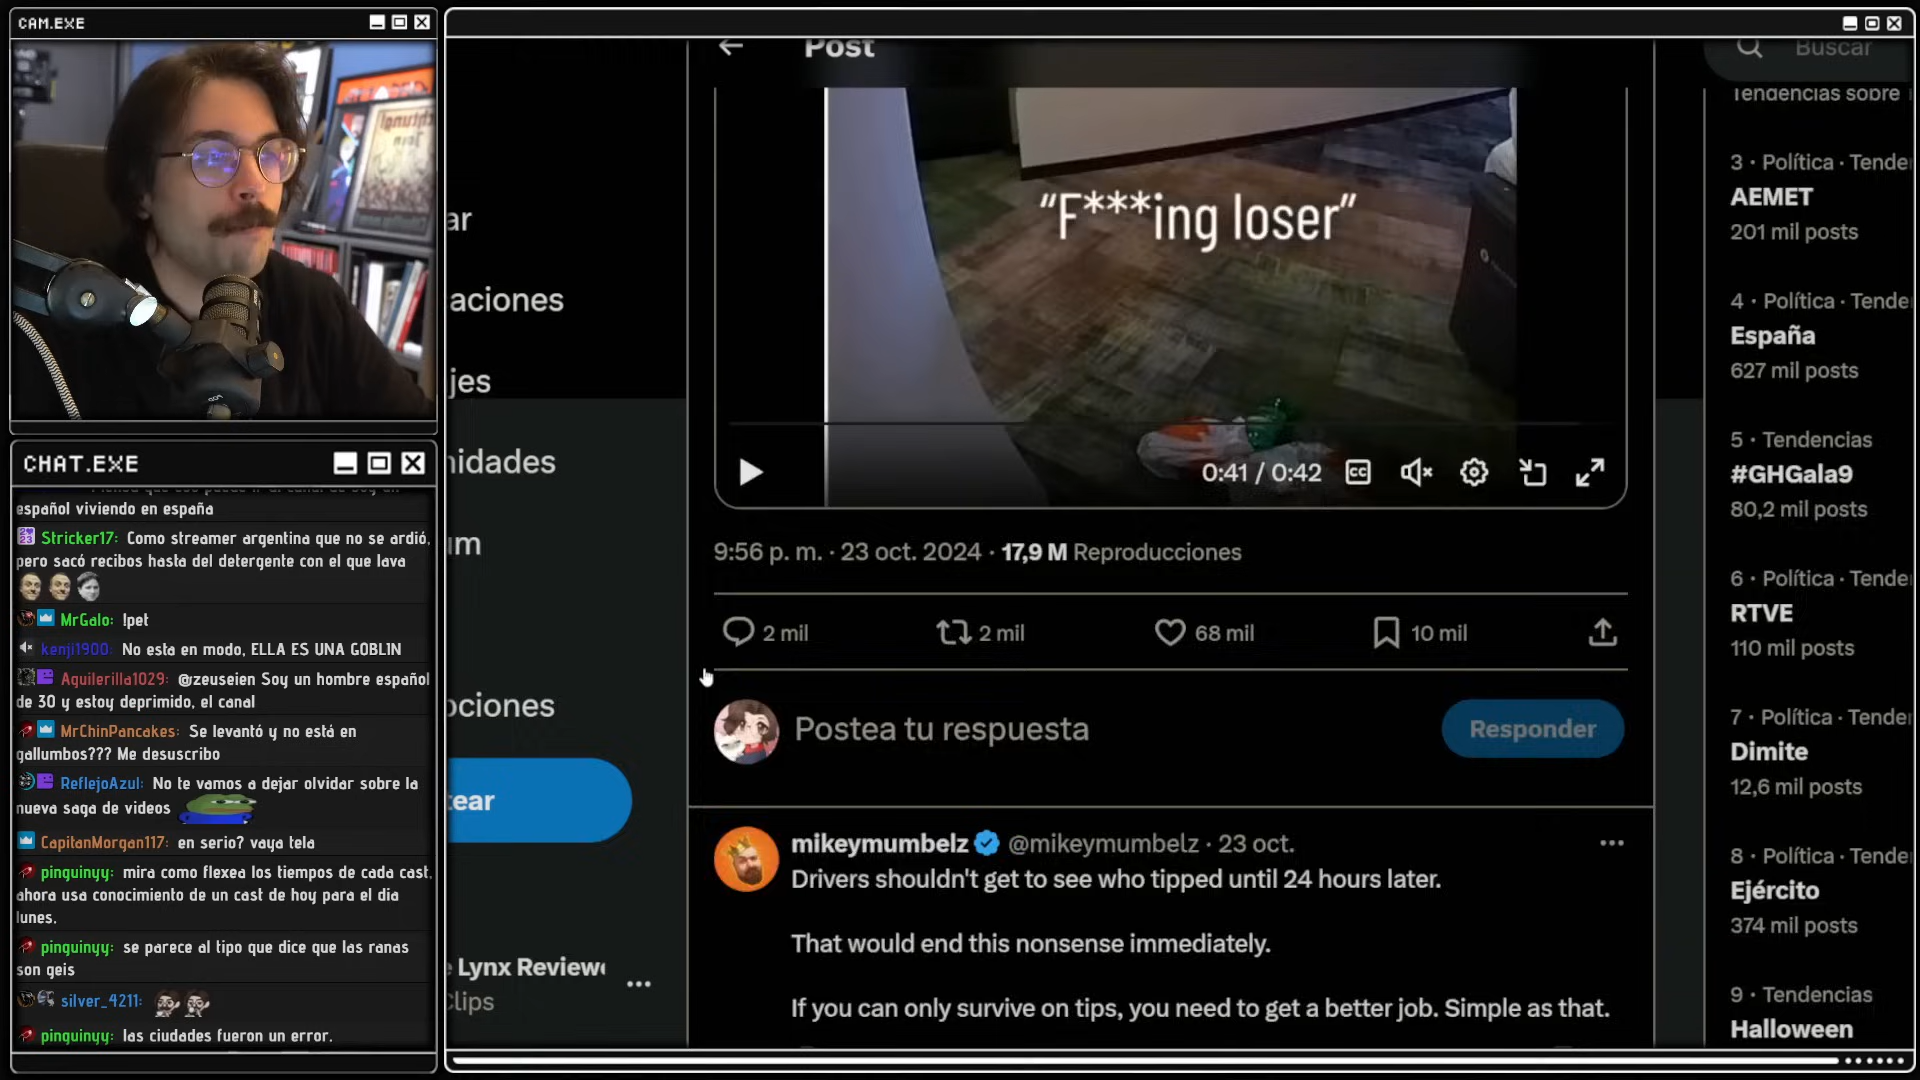 CAM.EXE
CHAT.EXE
español viviendo en españa
Stricker17: Como streamer argentina que no se ardió,
pero sacó recibos hasta del detergente con el que lava
MrGalo: !pet
kenji1900: No esta en modo, ELLA ES UNA GOBLIN
Aguilerilla1029: @zeuseien Soy un hombre español
de 30 y estoy deprimido, el canal
MrChinPancakes: Se levantó y no está en
gallumbos??? Me desuscribo
ReflejoAzul: No te vamos a dejar olvidar sobre la
nueva saga de videos
CapitanMorgan117: en serio? vaya tela
pinguinyy: mira como flexea los tiempos de cada cast,
ahora usa conocimiento de un cast de hoy para el dia
lunes.
pinguinyy: se parece al tipo que dice que las ranas
son geis
silver_4211:
pinguinyy: las ciudades fueron un error.
ar
aciones
jes
nidades
um
ociones
tear
e Lynx Reviewe
Clips
Post
“F***ing loser”
0:41 / 0:42
CC
9:56 p. m. · 23 oct. 2024 · 17,9 M Reproducciones
2 mil
2 mil
68 mil
10 mil
Postea tu respuesta
Responder
mikeymumbelz @mikeymumbelz · 23 oct.
Drivers shouldn't get to see who tipped until 24 hours later.
That would end this nonsense immediately.
If you can only survive on tips, you need to get a better job. Simple as that.
Buscar
Tendencias sobre
3 · Política · Tende
AEMET
201 mil posts
4 · Política · Tende
España
627 mil posts
5 · Tendencias
#GHGala9
80,2 mil posts
6 · Política · Tende
RTVE
110 mil posts
7 · Política · Tende
Dimite
12,6 mil posts
8 · Política · Tende
Ejército
374 mil posts
9 · Tendencias
Halloween